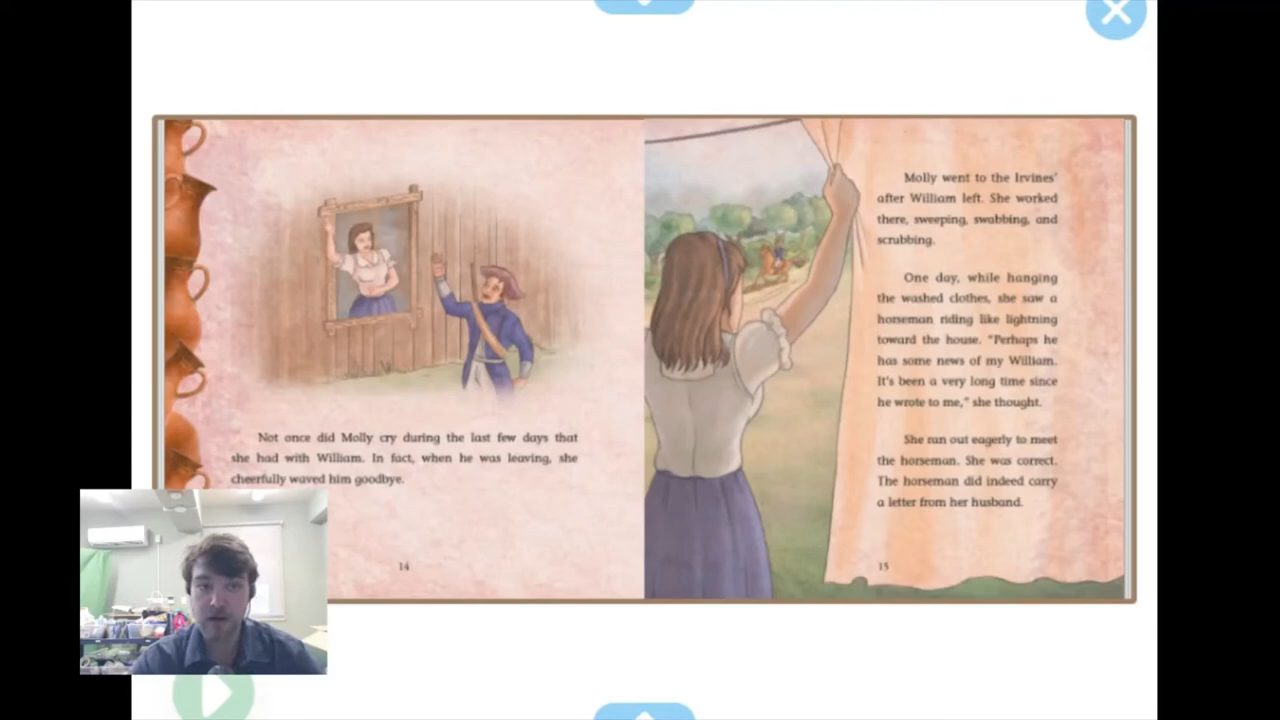 Not once did Molly cry during the last few days that
she had with William. In fact, when he was leaving, she
cheerfully waved him goodbye.
14
Molly went to the Irvines'
after William left. She worked
there, sweeping, swabbing, and
scrubbing.
One day, while hanging
the washed clothes, she saw a
horseman riding like lightning
toward the house. "Perhaps he
has some news of my William.
It's been a very long time since
he wrote to me," she thought.
She ran out eagerly to meet
the horseman. She was correct.
The horseman did indeed carry
a letter from her husband.
15